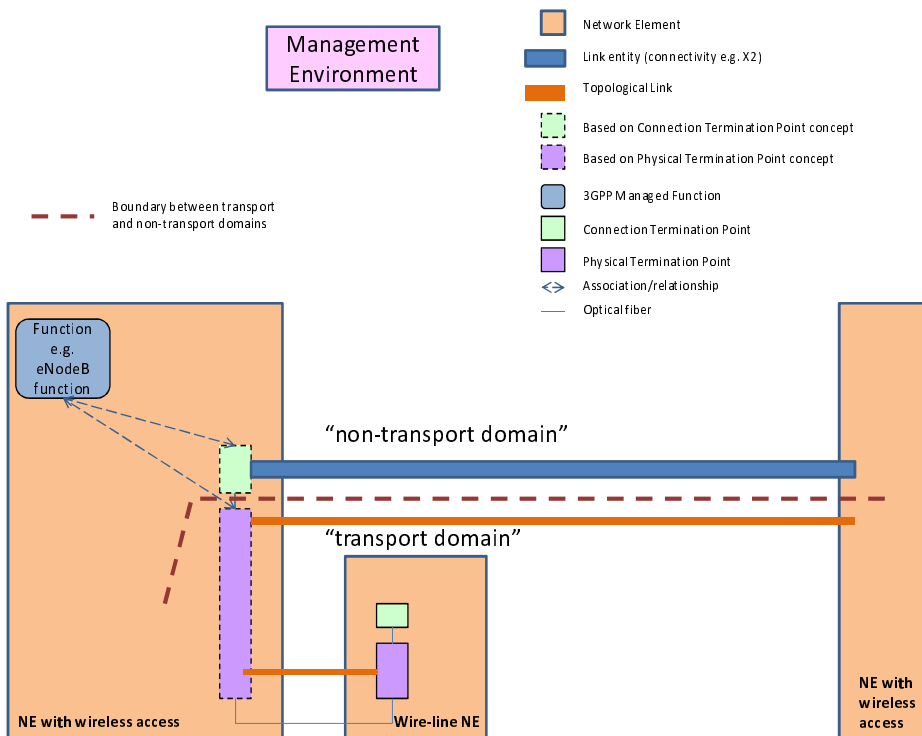 Management
Environment
Network Element
Link entity (connectivity e.g. X2)
Topological Link
Based on Connection Termination Point concept
Based on Physical Termination Point concept
3GPP Managed Function
Connection Termination Point
Physical Termination Point
Association/relationship
Optical fiber
Boundary between transport
and non-transport domains
Function
e.g.
eNodeB
function
“non-transport domain”
“transport domain”
NE with wireless access
Wire-line NE
NE with
wireless
access